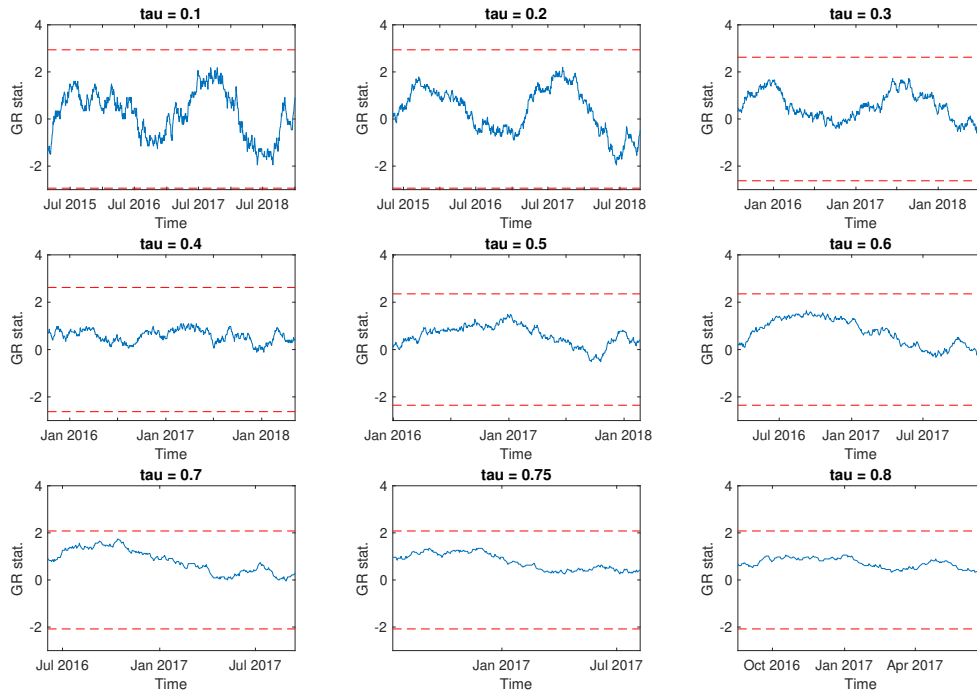 tau = 0.1
4
2
0
-2
GR stat.
Jul 2015 Jul 2016 Jul 2017 Jul 2018
Time
tau = 0.2
4
2
0
-2
GR stat.
Jul 2015 Jul 2016 Jul 2017 Jul 2018
Time
tau = 0.3
4
2
0
-2
GR stat.
Jan 2016 Jan 2017 Jan 2018
Time
tau = 0.4
4
2
0
-2
GR stat.
Jan 2016 Jan 2017 Jan 2018
Time
tau = 0.5
4
2
0
-2
GR stat.
Jan 2016 Jan 2017 Jan 2018
Time
tau = 0.6
4
2
0
-2
GR stat.
Jul 2016 Jan 2017 Jul 2017
Time
tau = 0.7
4
2
0
-2
GR stat.
Jul 2016 Jan 2017 Jul 2017
Time
tau = 0.75
4
2
0
-2
GR stat.
Jan 2017 Jul 2017
Time
tau = 0.8
4
2
0
-2
GR stat.
Oct 2016 Jan 2017 Apr 2017
Time